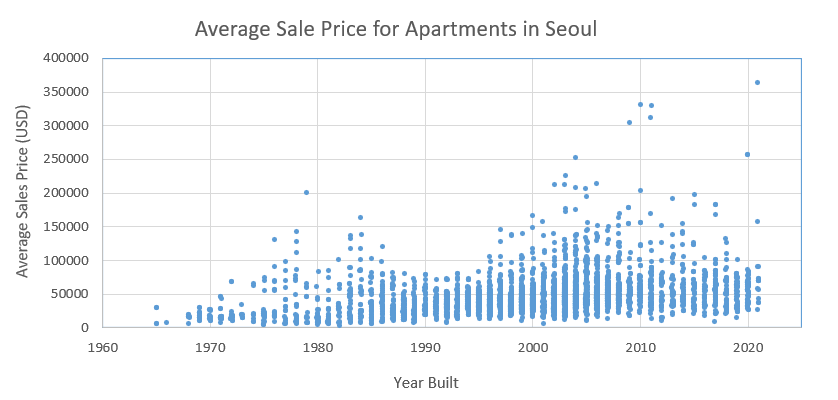 Average Sale Price for Apartments in Seoul
400000
350000
300000
250000
200000
150000
100000
50000
0
Average Sales Price (USD)
1960 1970 1980 1990 2000 2010 2020
Year Built